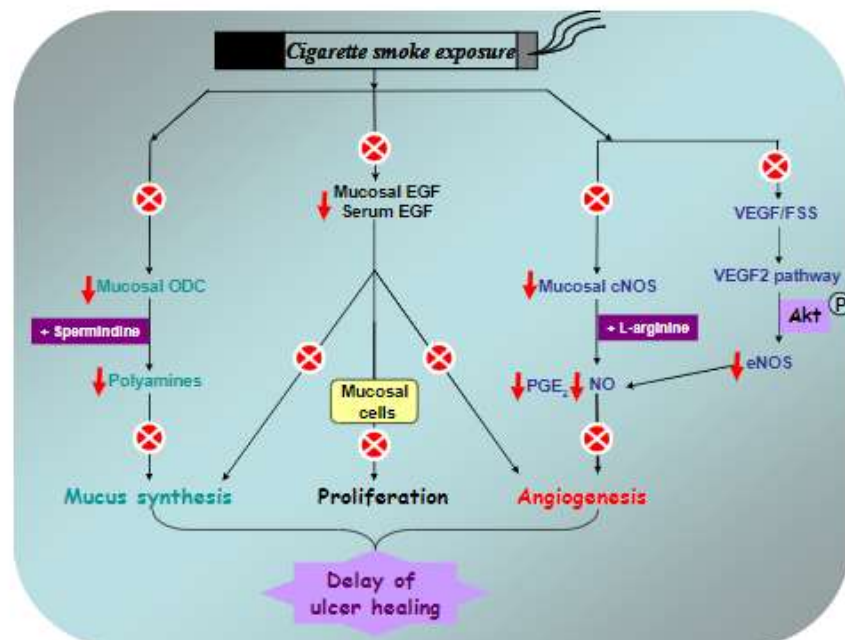 Cigarette smoke exposure
Mucosal EGF
Serum EGF
VEGF/FSS
Mucosal ODC
Mucosal cNOS
VEGF2 pathway
+ Spermindine
+ L-arginine
Akt
P
Polyamines
PGE₂
NO
eNOS
Mucosal
cells
Mucus synthesis
Proliferation
Angiogenesis
Delay of
ulcer healing